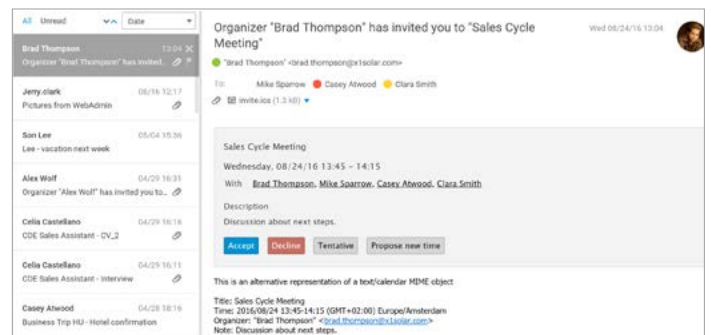 All Unread Date
Brad Thompson 13:04
Organizer "Brad Thompson" has invited...
Jerry.clark 08/16 12:17
Pictures from WebAdmin
Son Lee 05/04 15:36
Lee - vacation next week
Alex Wolf 04/29 16:31
Organizer "Alex Wolf" has invited you to...
Celia Castellano 04/29 16:16
CDE Sales Assistant - CV_2
Celia Castellano 04/29 16:11
CDE Sales Assistant - Interview
Casey Atwood 04/28 18:16
Business Trip HU - Hotel confirmation
Organizer "Brad Thompson" has invited you to "Sales Cycle
Meeting"
Wed 08/24/16 13:04
"Brad Thompson" <brad.thompson@x1solar.com>
To: Mike Sparrow Casey Atwood Clara Smith
invite.ics (1.3 kB)
Sales Cycle Meeting
Wednesday, 08/24/16 13:45 - 14:15
With Brad Thompson, Mike Sparrow, Casey Atwood, Clara Smith
Description
Discussion about next steps.
Accept Decline Tentative Propose new time
This is an alternative representation of a text/calendar MIME object
Title: Sales Cycle Meeting
Time: 2016/08/24 13:45-14:15 (GMT+02:00) Europe/Amsterdam
Organizer: "Brad Thompson" <brad.thompson@x1solar.com>
Note: Discussion about next steps.